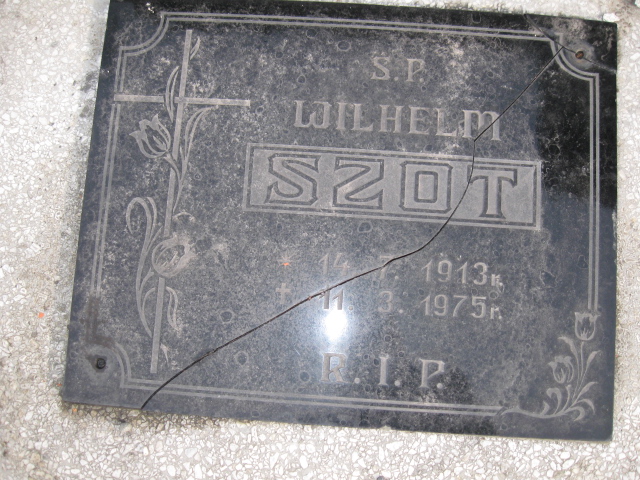 S.P.
WILHELM
SZOT
* 14. 7. 1913r.
† 11. 3. 1975r.
R.I.P.